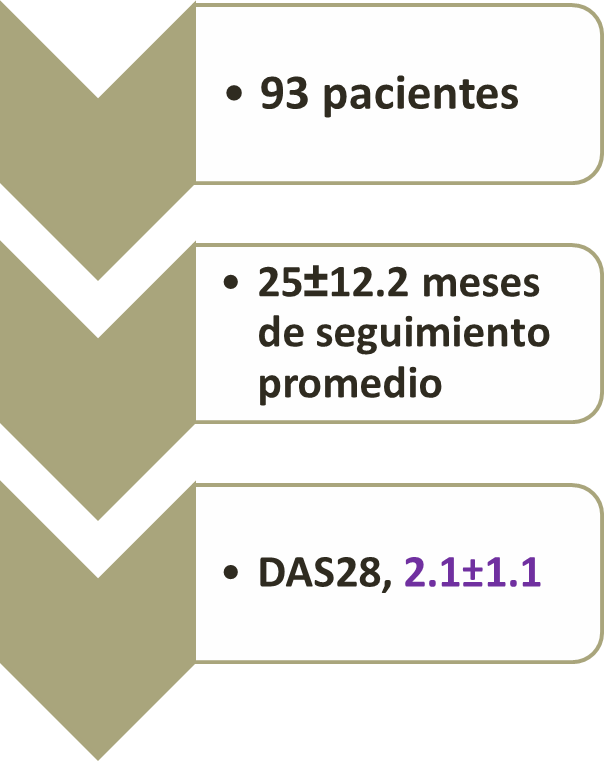 • 93 pacientes
• 25±12.2 meses
de seguimiento
promedio
• DAS28, 2.1±1.1